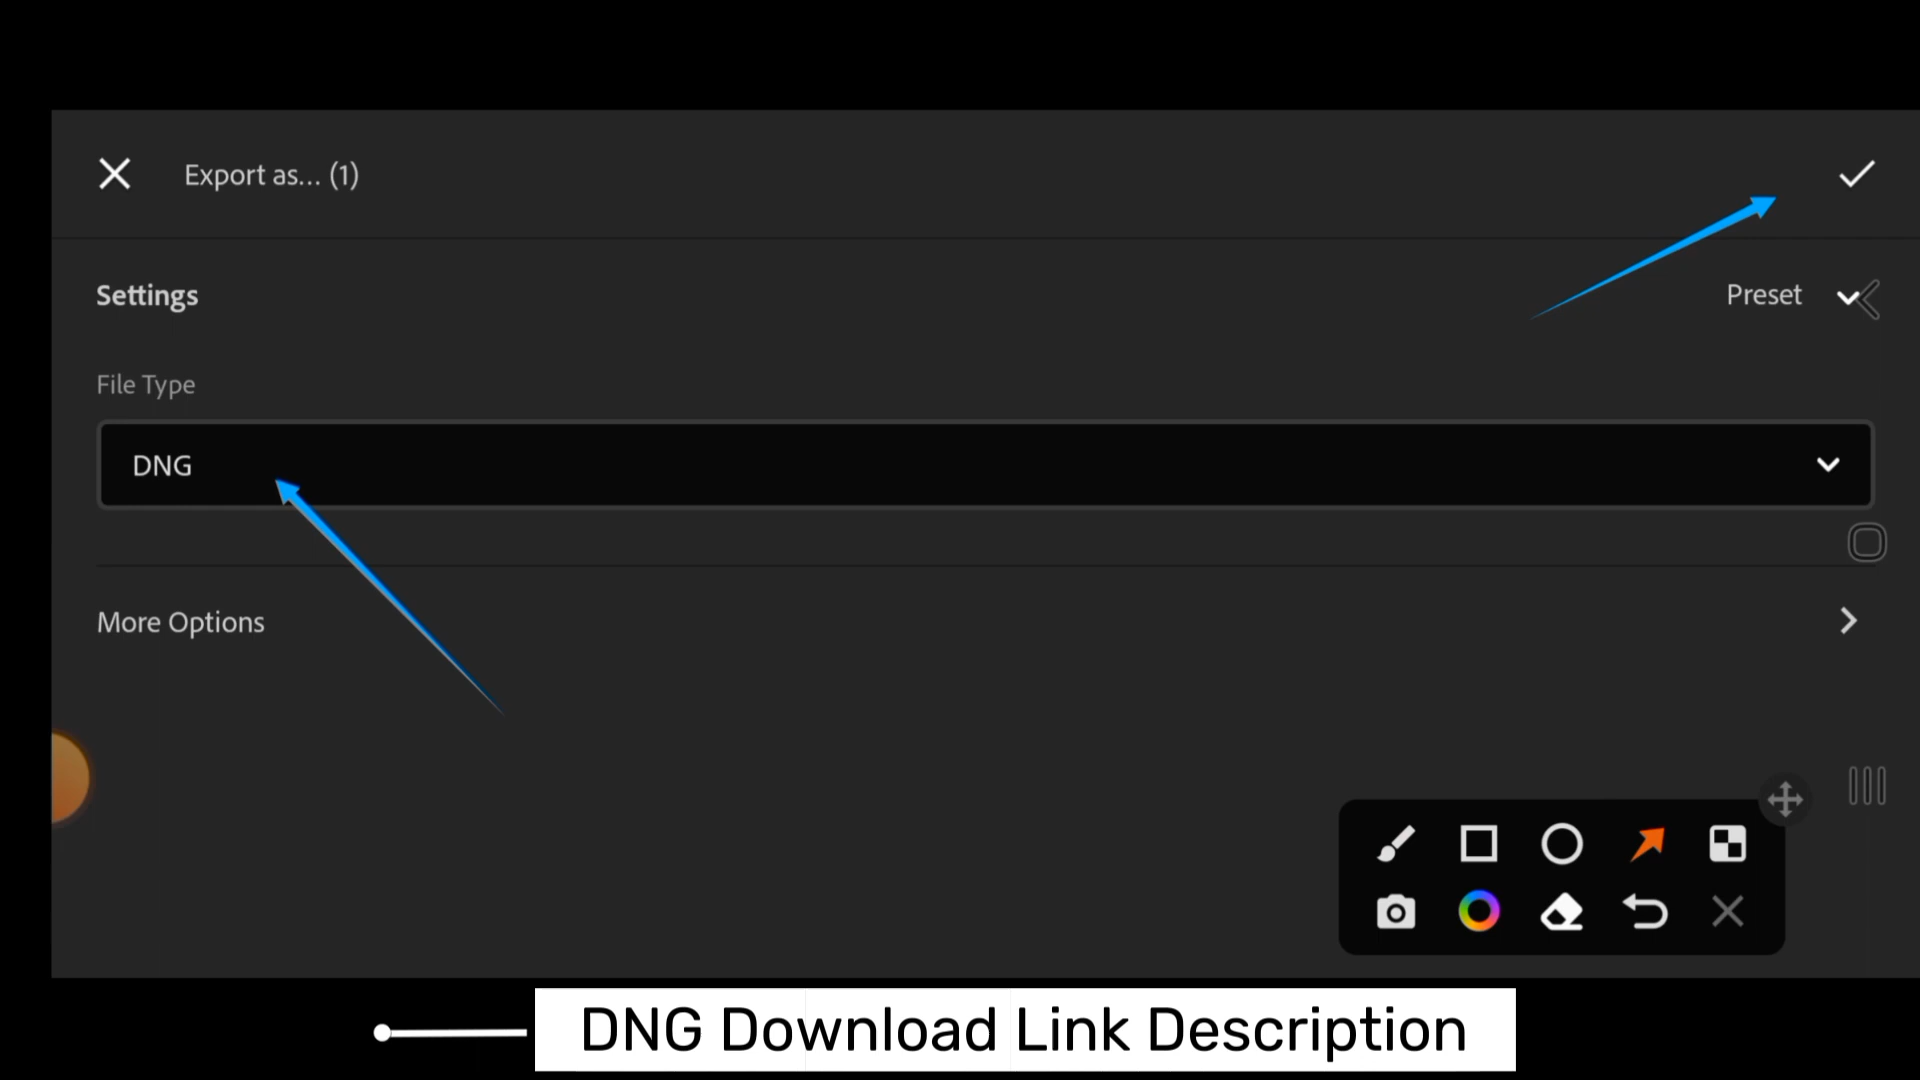 Export as... (1)
Settings
Preset
File Type
DNG
More Options
DNG Download Link Description